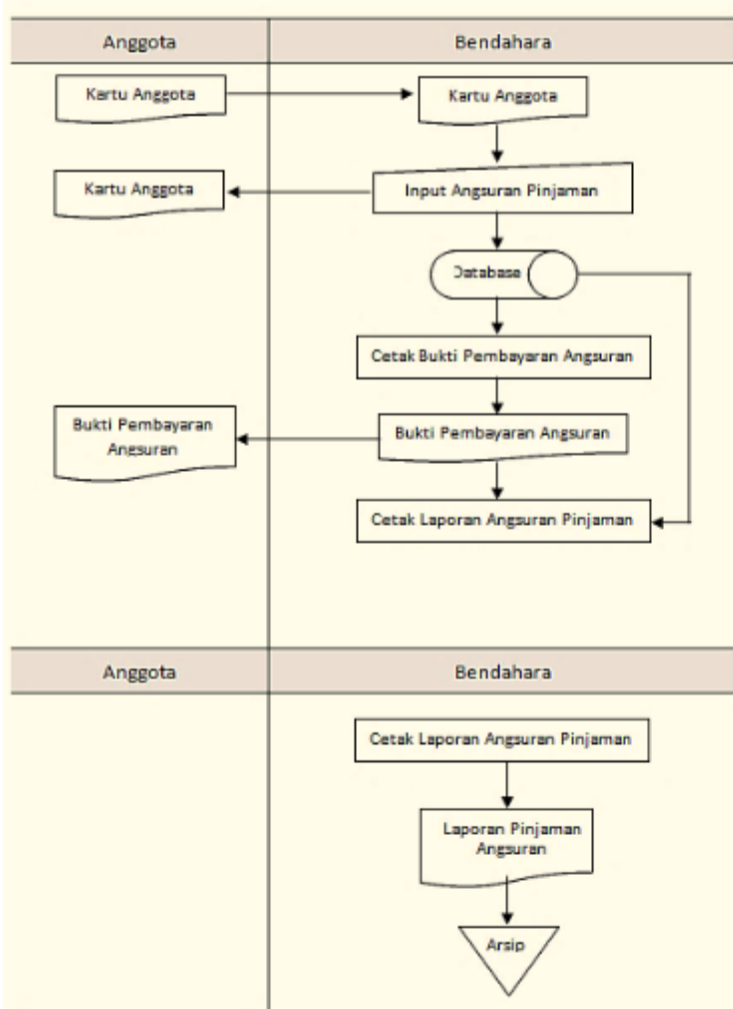 Anggota
Bendahara
Kartu Anggota
Kartu Anggota
Kartu Anggota
Input Angsuran Pinjaman
Database
Cetak Bukti Pembayaran Angsuran
Bukti Pembayaran
Angsuran
Bukti Pembayaran Angsuran
Cetak Laporan Angsuran Pinjaman
Anggota
Bendahara
Cetak Laporan Angsuran Pinjaman
Laporan Pinjaman
Angsuran
Arsip